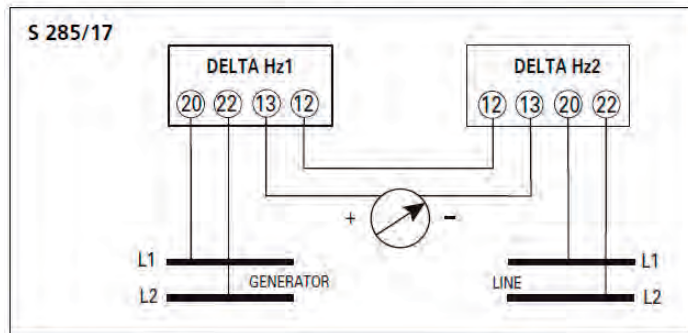 S 285/17
DELTA Hz1 DELTA Hz2
20 22 13 12 12 13 20 22
+ -
L1 L1
GENERATOR LINE
L2 L2